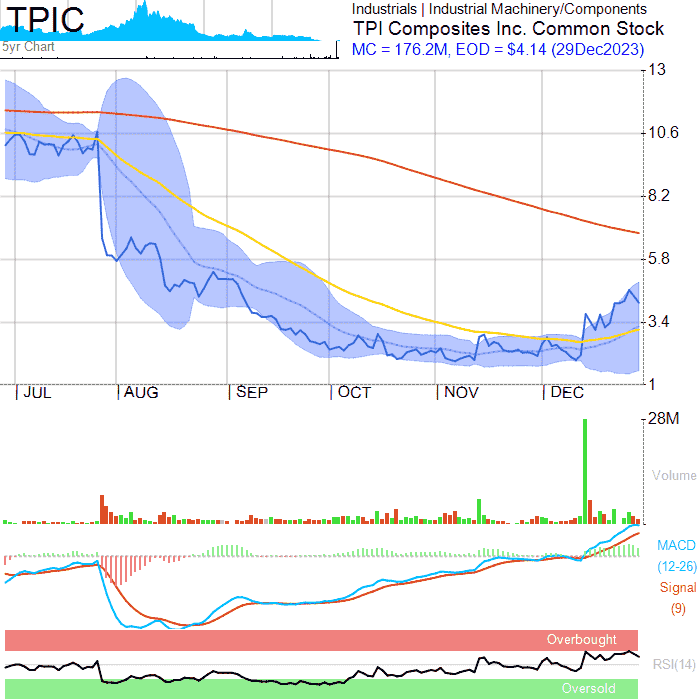 TPIC
5yr Chart
Industrials | Industrial Machinery/Components
TPI Composites Inc. Common Stock
MC = 176.2M, EOD = $4.14 (29Dec2023)
13
10.6
8.2
5.8
3.4
1
JUL AUG SEP OCT NOV DEC
28M
Volume
MACD
(12-26)
Signal
(9)
Overbought
RSI(14)
Oversold